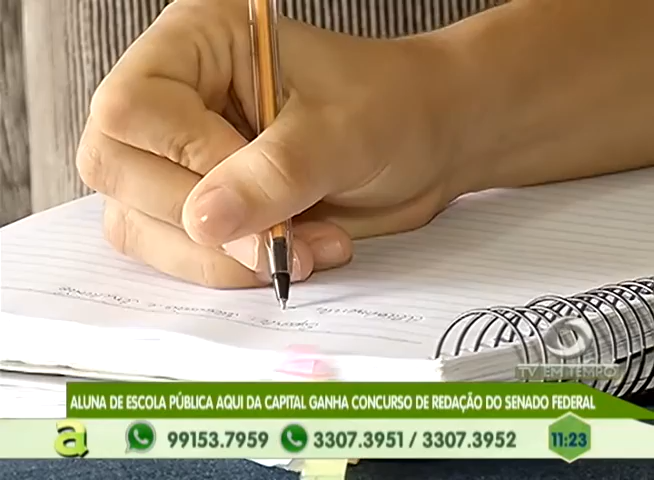 TV EM TEMPO
ALUNA DE ESCOLA PÚBLICA AQUI DA CAPITAL GANHA CONCURSO DE REDAÇÃO DO SENADO FEDERAL
a 99153.7959 3307.3951 / 3307.3952 11:23